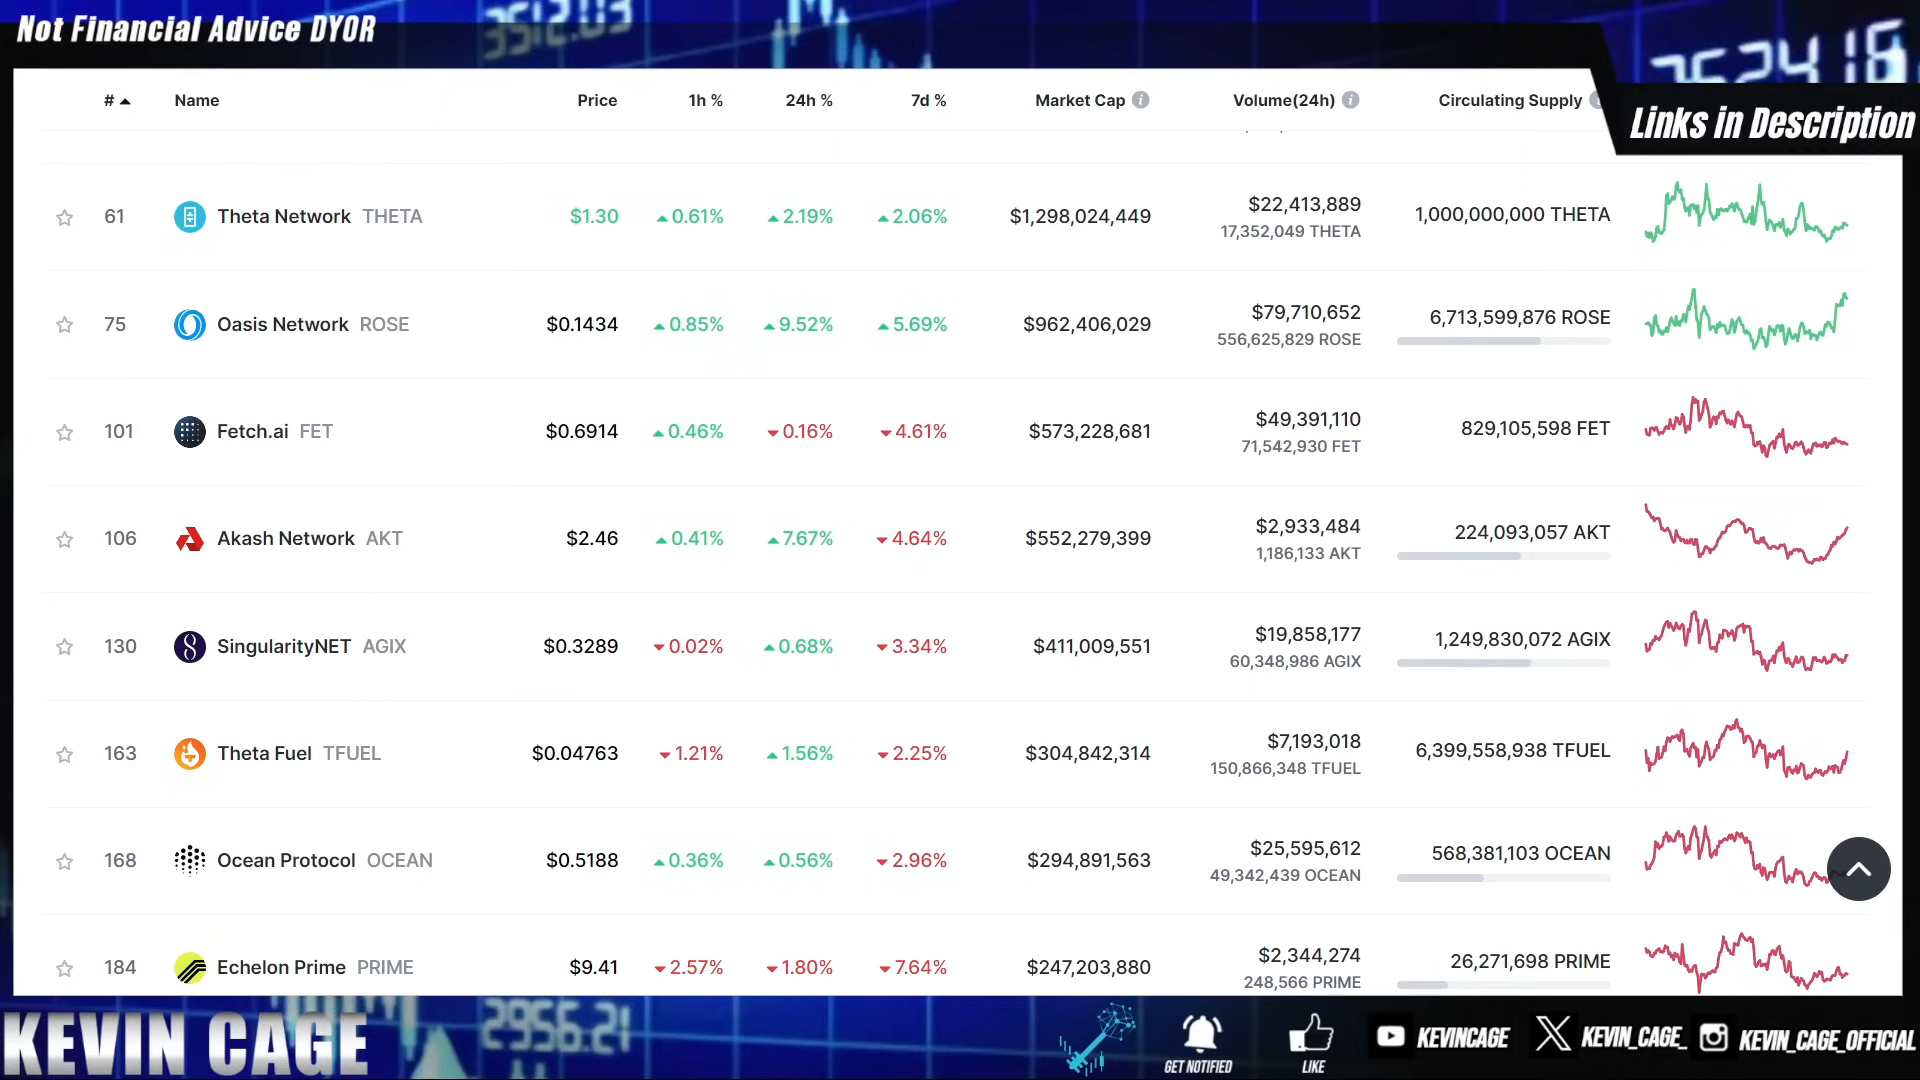 Not Financial Advice DYOR
3512.03
Links in Description
# Name Price 1h % 24h % 7d % Market Cap Volume(24h) Circulating Supply
61 Theta Network THETA $1.30 0.61% 2.19% 2.06% $1,298,024,449 $22,413,889 1,000,000,000 THETA
17,352,049 THETA
75 Oasis Network ROSE $0.1434 0.85% 9.52% 5.69% $962,406,029 $79,710,652 6,713,599,876 ROSE
556,625,829 ROSE
101 Fetch.ai FET $0.6914 0.46% 0.16% 4.61% $573,228,681 $49,391,110 829,105,598 FET
71,542,930 FET
106 Akash Network AKT $2.46 0.41% 7.67% 4.64% $552,279,399 $2,933,484 224,093,057 AKT
1,186,133 AKT
130 SingularityNET AGIX $0.3289 0.02% 0.68% 3.34% $411,009,551 $19,858,177 1,249,830,072 AGIX
60,348,986 AGIX
163 Theta Fuel TFUEL $0.04763 1.21% 1.56% 2.25% $304,842,314 $7,193,018 6,399,558,938 TFUEL
150,866,348 TFUEL
168 Ocean Protocol OCEAN $0.5188 0.36% 0.56% 2.96% $294,891,563 $25,595,612 568,381,103 OCEAN
49,342,439 OCEAN
184 Echelon Prime PRIME $9.41 2.57% 1.80% 7.64% $247,203,880 $2,344,274 26,271,698 PRIME
248,566 PRIME
KEVIN CAGE
2956.21
GET NOTIFIED
LIKE
KEVINCAGE
KEVIN_CAGE_
KEVIN_CAGE_OFFICIAL